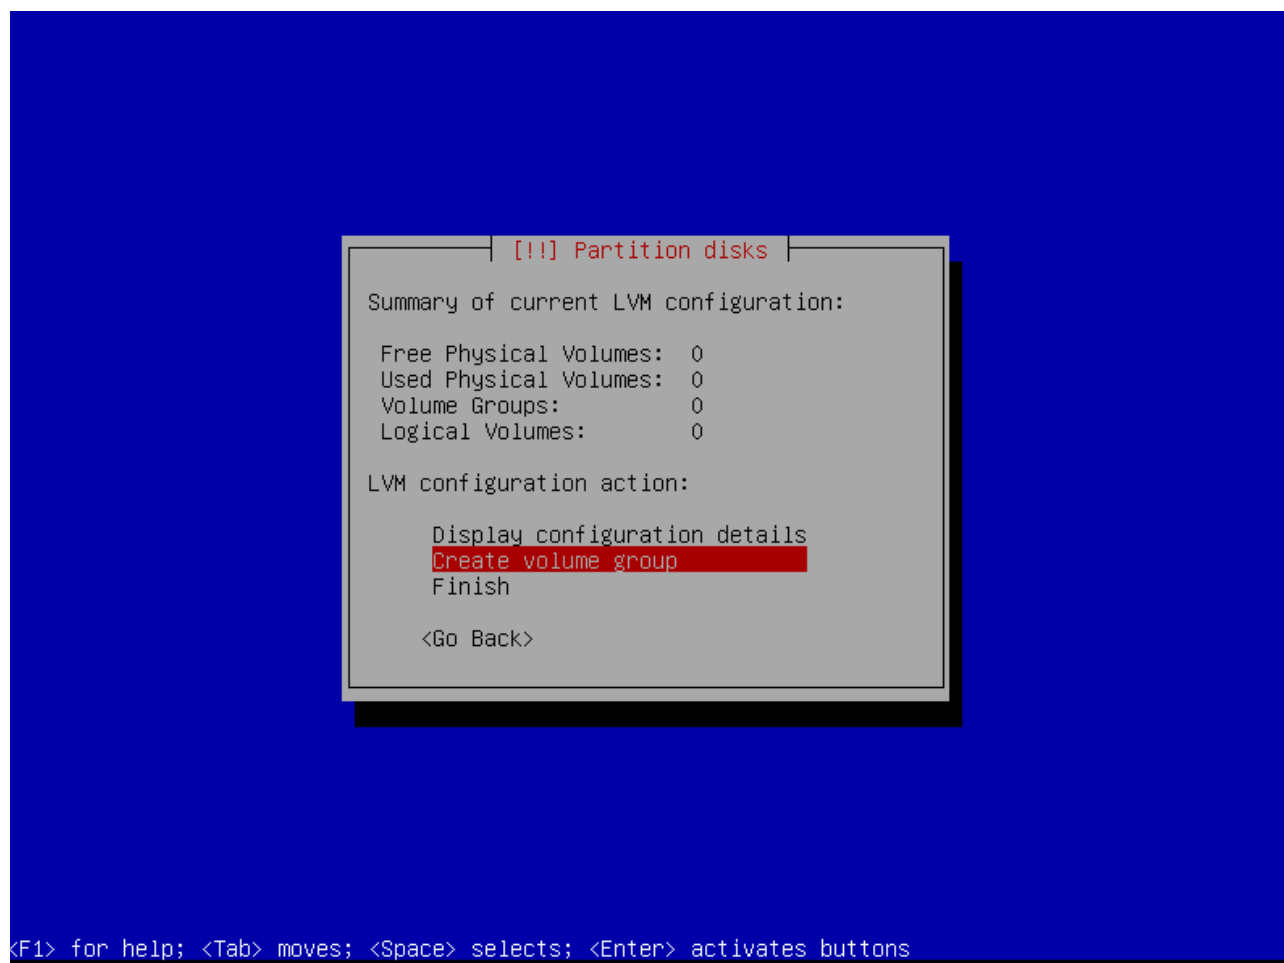 [!!] Partition disks
Summary of current LVM configuration:
Free Physical Volumes: 0
Used Physical Volumes: 0
Volume Groups: 0
Logical Volumes: 0
LVM configuration action:
Display configuration details
Create volume group
Finish
<Go Back>
<F1> for help; <Tab> moves; <Space> selects; <Enter> activates buttons